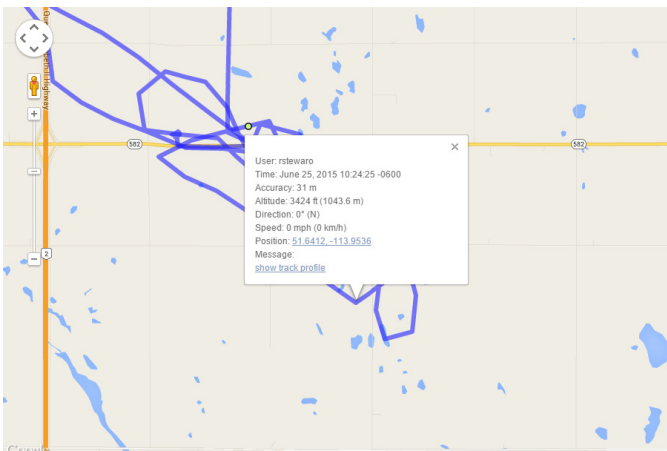 582
582
2
×
User: rstewaro
Time: June 25, 2015 10:24:25 -0600
Accuracy: 31 m
Altitude: 3424 ft (1043.6 m)
Direction: 0° (N)
Speed: 0 mph (0 km/h)
Position: 51.6412, -113.9536
Message:
show track profile